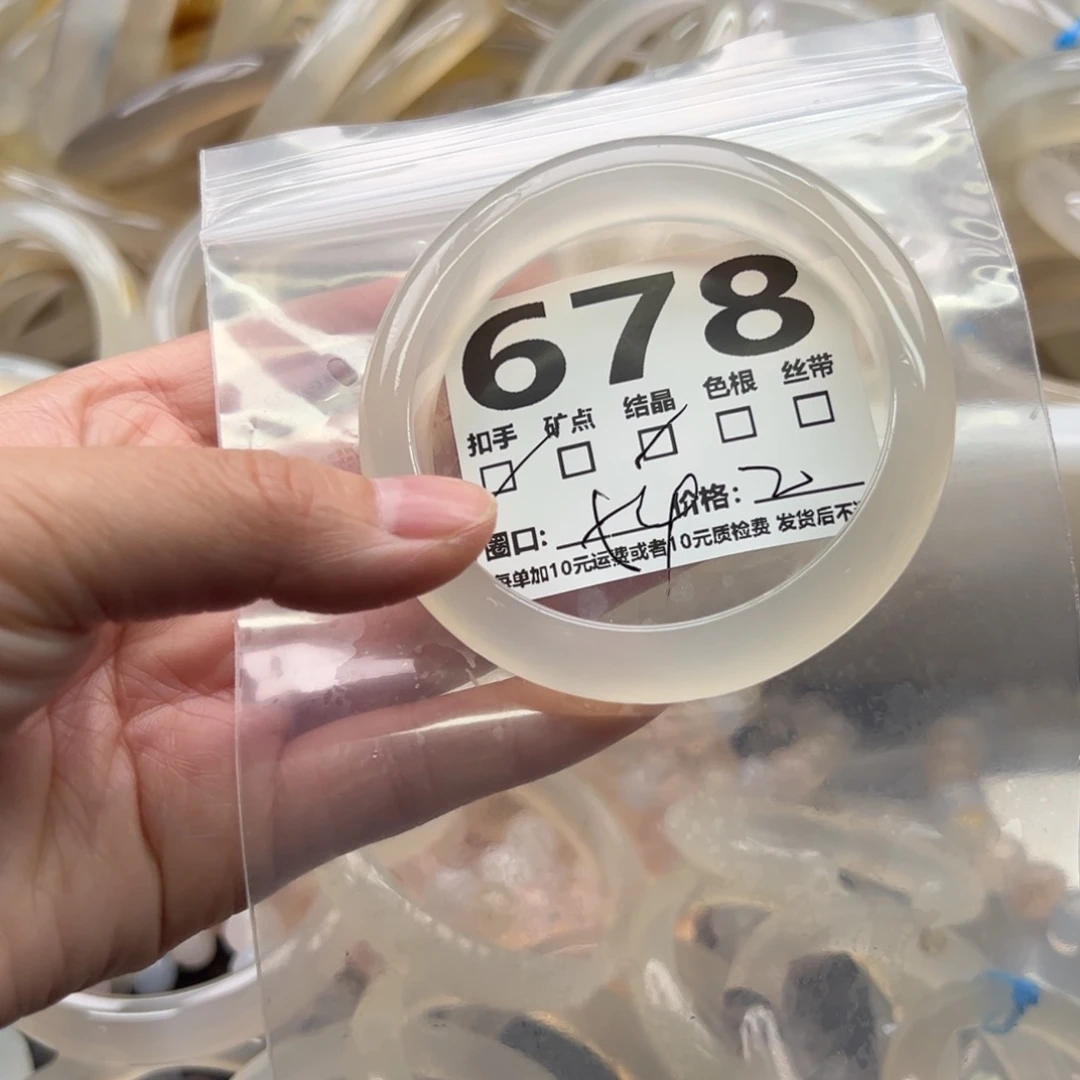 678
扣手 矿点 结晶 色根 丝带
圈口: 价格:
每单加10元运费或者10元质检费 发货后不